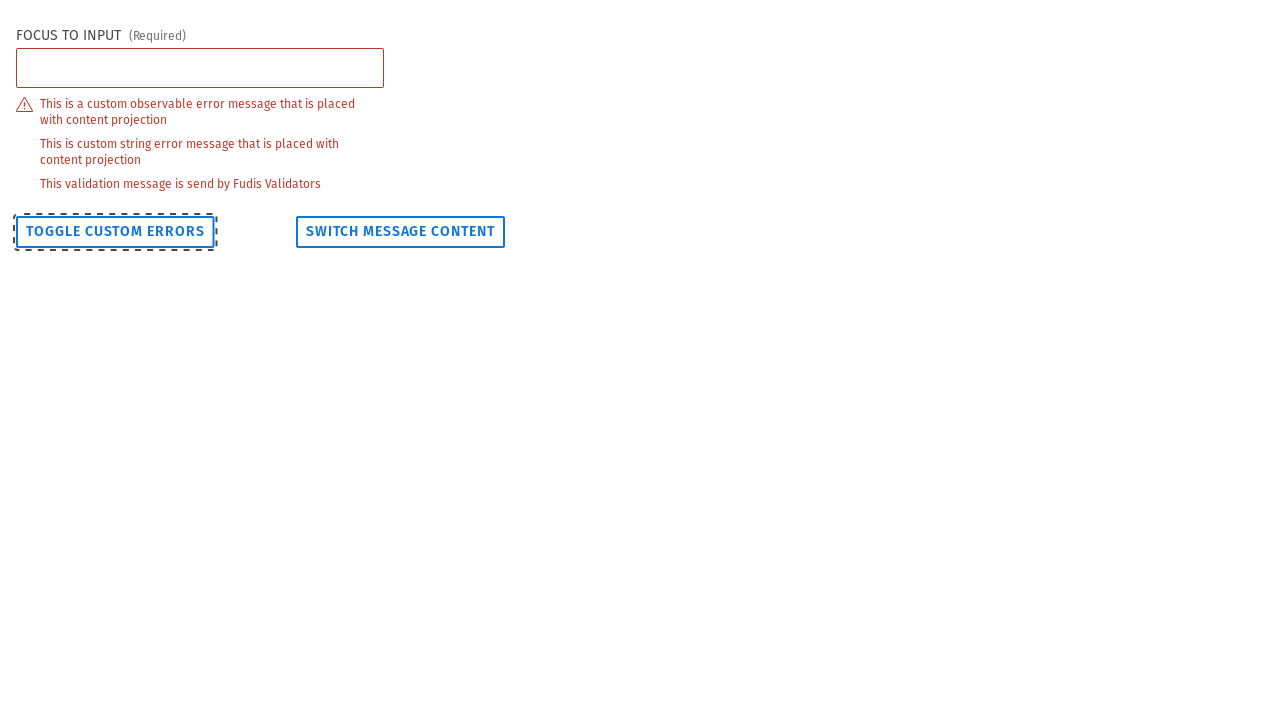 FOCUS TO INPUT (Required)
This is a custom observable error message that is placed
with content projection
This is custom string error message that is placed with
content projection
This validation message is send by Fudis Validators
TOGGLE CUSTOM ERRORS SWITCH MESSAGE CONTENT